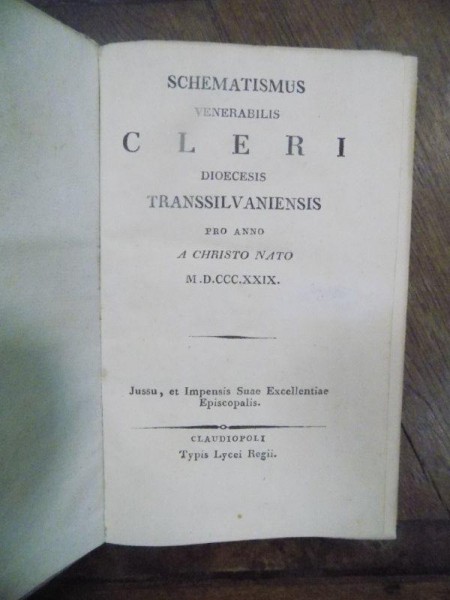 SCHEMATISMUS
VENERABILIS
CLERI
DIOECESIS
TRANSSILVANIENSIS
PRO ANNO
A CHRISTO NATO
M.D.CCC.XXIX.
Jussu, et Impensis Suae Excellentiae
Episcopalis.
CLAUDIOPOLI
Typis Lycei Regii.